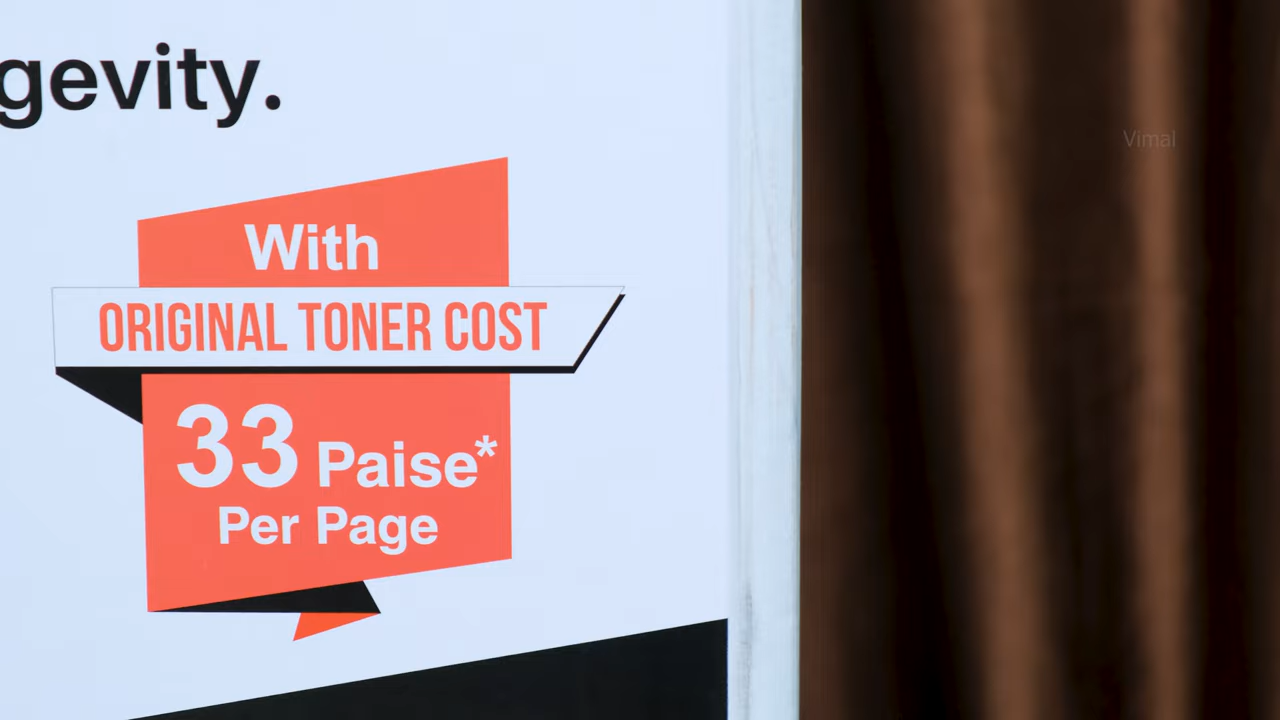 gevity.
With
ORIGINAL TONER COST
33 Paise*
Per Page
Vimal